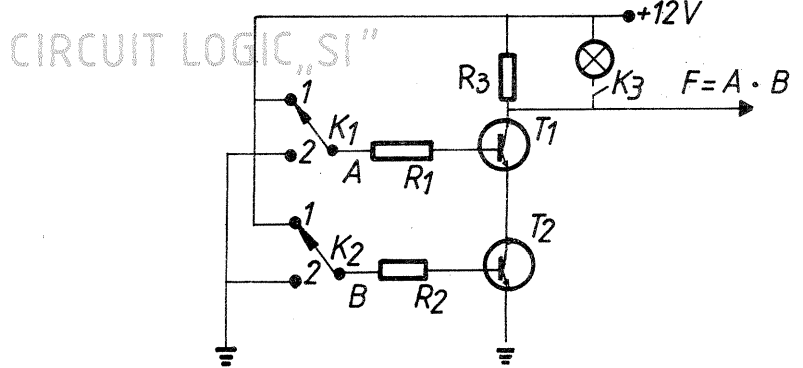 +12V
CIRCUIT LOGIC „SI”
R3
K3
F = A · B
1
K1
T1
2
A
R1
1
K2
T2
2
B
R2